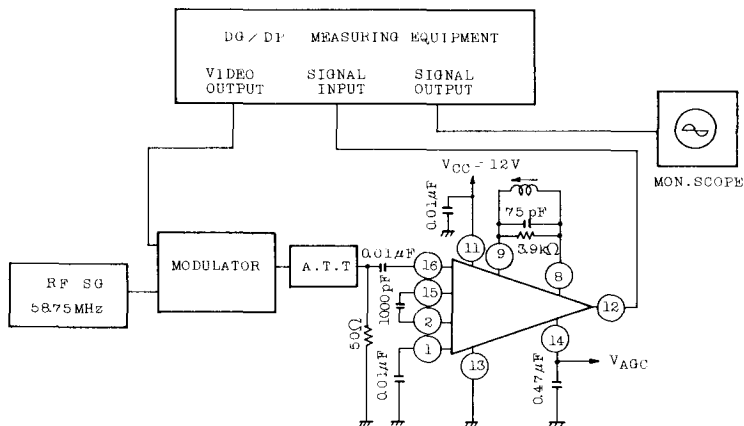 DG/DP MEASURING EQUIPMENT
VIDEO OUTPUT
SIGNAL INPUT
SIGNAL OUTPUT
MON.SCOPE
VCC-12V
0.01μF
75pF
3.9kΩ
11
9
8
RF SG
58.75MHz
MODULATOR
A.T.T
0.01μF
16
15
1000pF
2
1
12
14
13
50Ω
0.01μF
0.47μF
VAGC